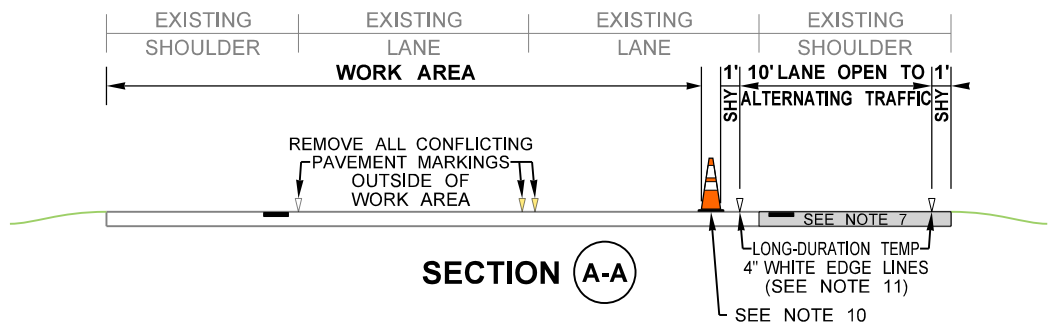 EXISTING EXISTING EXISTING EXISTING
SHOULDER LANE LANE SHOULDER
WORK AREA
1' 10' LANE OPEN TO 1'
SHY ALTERNATING TRAFFIC SHY
REMOVE ALL CONFLICTING
PAVEMENT MARKINGS
OUTSIDE OF
WORK AREA
SEE NOTE 7
LONG-DURATION TEMP
4" WHITE EDGE LINES
(SEE NOTE 11)
SECTION A-A
SEE NOTE 10